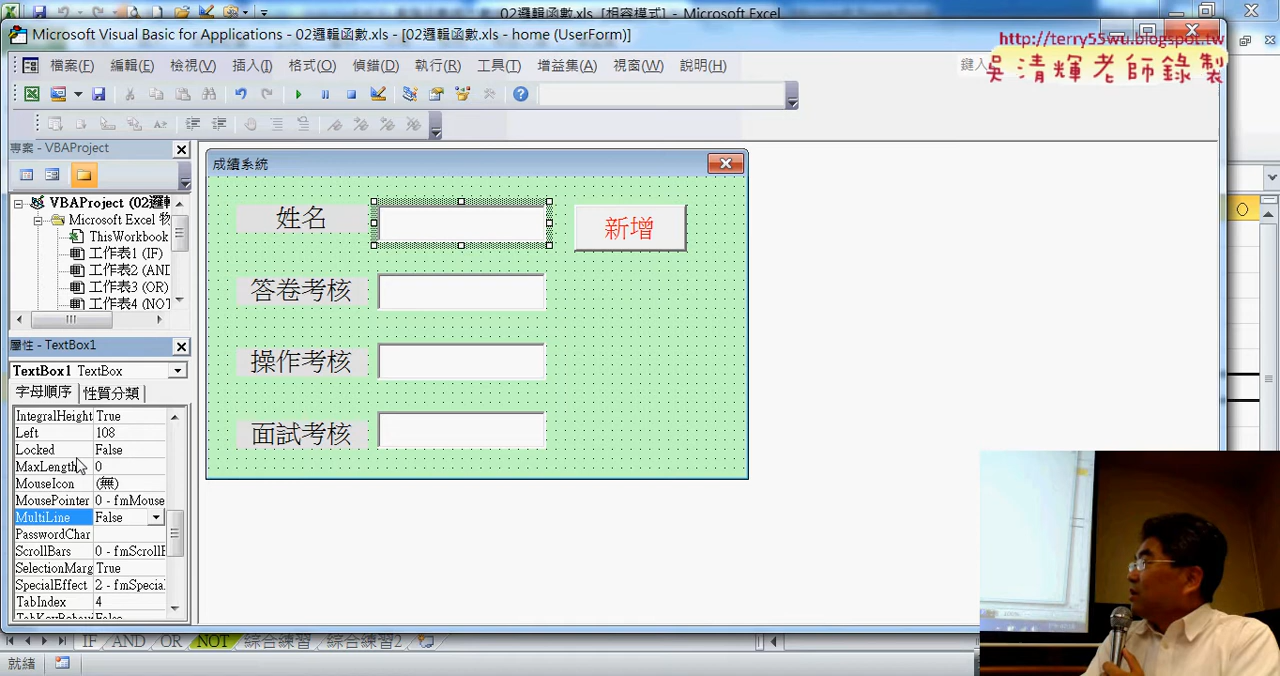 02邏輯函數.xls [相容模式] - Microsoft Excel
Microsoft Visual Basic for Applications - 02邏輯函數.xls - [02邏輯函數.xls - home (UserForm)]
http://terry55wu.blogspot.tw
吳清輝老師錄製
檔案(F) 編輯(E) 檢視(V) 插入(I) 格式(O) 偵錯(D) 執行(R) 工具(T) 增益集(A) 視窗(W) 說明(H)
鍵入
專案 - VBAProject
VBAProject (02邏輯
Microsoft Excel 物
ThisWorkbook
工作表1 (IF)
工作表2 (AND
工作表3 (OR)
工作表4 (NOT
屬性 - TextBox1
TextBox1 TextBox
字母順序 性質分類
IntegralHeight True
Left 108
Locked False
MaxLength 0
MouseIcon (無)
MousePointer 0 - fmMouse
MultiLine False
PasswordChar
ScrollBars 0 - fmScrollB
SelectionMarg True
SpecialEffect 2 - fmSpecial
TabIndex 4
TabKeyBehavi False
成績系統
姓名
新增
答卷考核
操作考核
面試考核
IF AND OR NOT 綜合練習 綜合練習2
就緒